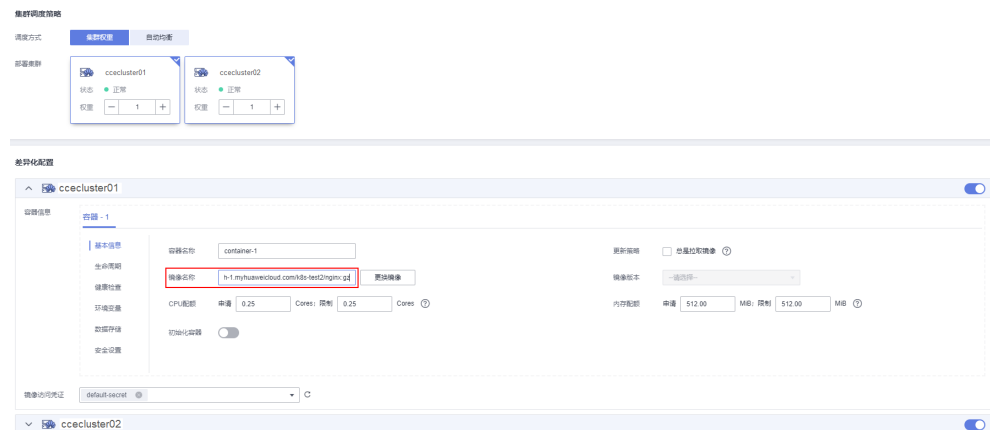 集群调度策略
调度方式 集群权重 自动均衡
部署集群
ccecluster01 ccecluster02
状态 正常 状态 正常
权重 − 1 + 权重 − 1 +
差异化配置
ccecluster01
容器信息 容器 - 1
基本信息 容器名称 container-1 更新策略 总是拉取镜像 ?
生命周期
镜像名称 h-1.myhuaweicloud.com/k8s-test2/nginx:gz 更换镜像 镜像版本 --请选择--
健康检查
环境变量 CPU配额 申请 0.25 Cores; 限制 0.25 Cores ? 内存配额 申请 512.00 MiB; 限制 512.00 MiB ?
数据存储 初始化容器
安全设置
镜像访问凭证 default-secret
ccecluster02